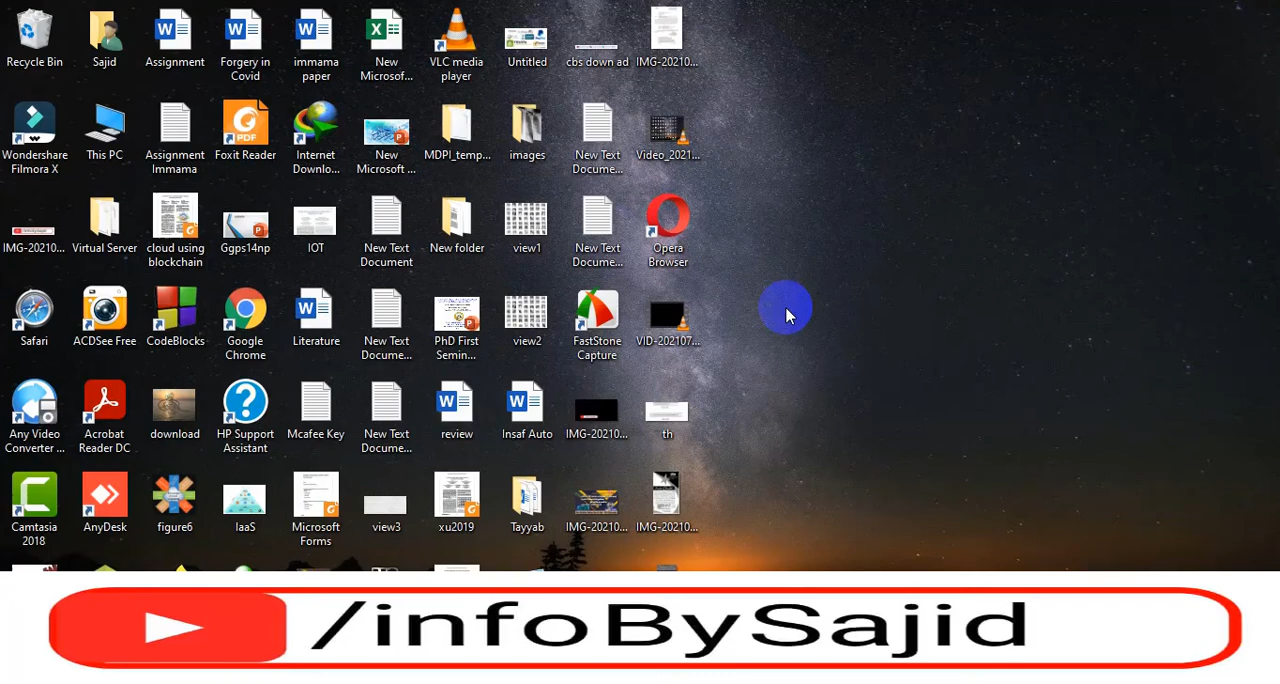 Recycle Bin
Sajid
Assignment
Forgery in
Covid
immama
paper
New
Microsof...
VLC media
player
Untitled
cbs down ad
IMG-20210...
Wondershare
Filmora X
This PC
Assignment
Immama
PDF
Foxit Reader
Internet
Downlo...
New
Microsoft ...
MDPI_temp...
images
New Text
Docume...
Video_2021...
IMG-20210...
Virtual Server
cloud using
blockchain
Ggps14np
IOT
New Text
Document
New folder
view1
New Text
Docume...
Opera
Browser
Safari
ACDSee Free
CodeBlocks
Google
Chrome
Literature
New Text
Docume...
PhD First
Semin...
view2
FastStone
Capture
VID-202107...
Any Video
Converter ...
Acrobat
Reader DC
download
HP Support
Assistant
Mcafee Key
New Text
Docume...
review
Insaf Auto
IMG-20210...
th
Camtasia
2018
AnyDesk
figure6
IaaS
Microsoft
Forms
view3
xu2019
Tayyab
IMG-20210...
IMG-20210...
/infoBySajid